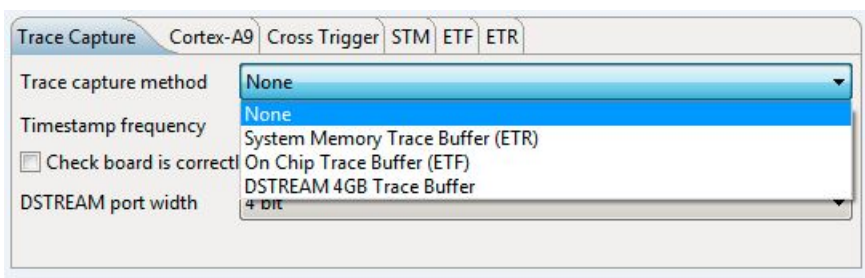 Trace Capture Cortex-A9 Cross Trigger STM ETF ETR
Trace capture method None
None
Timestamp frequency
System Memory Trace Buffer (ETR)
Check board is correctl On Chip Trace Buffer (ETF)
DSTREAM 4GB Trace Buffer
DSTREAM port width 4 bit